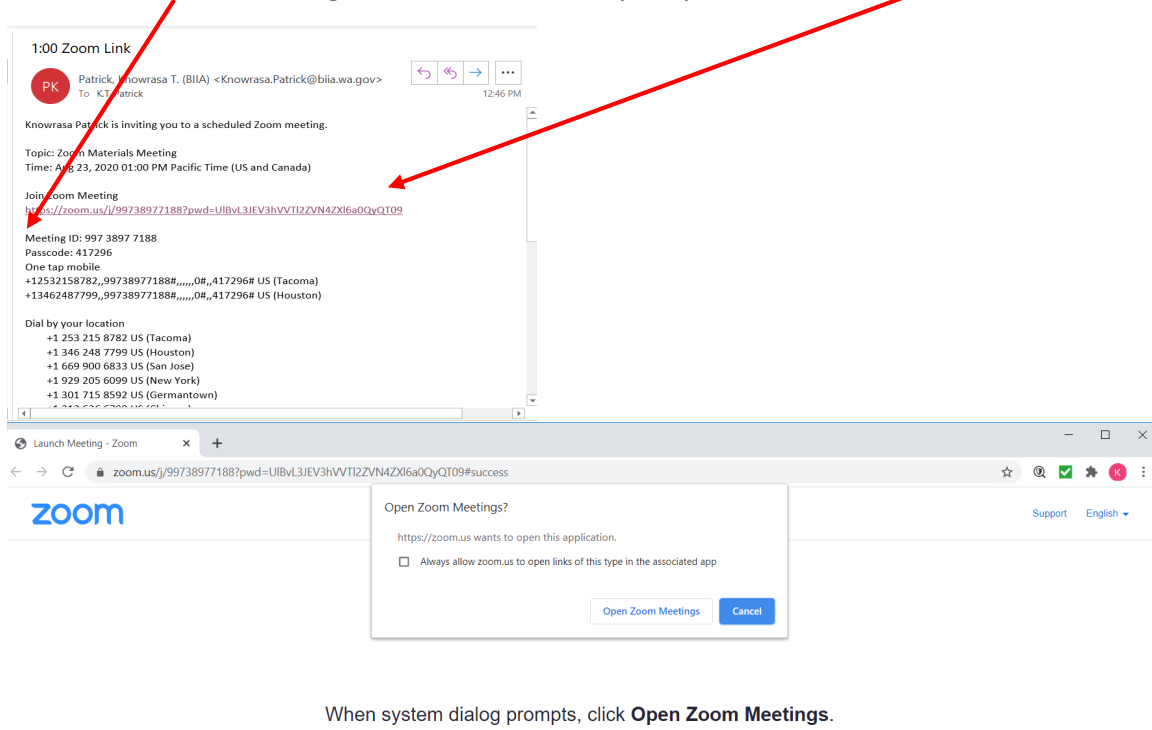 1:00 Zoom Link
PK
Patrick, Knowrasa T. (BIIA) <Knowrasa.Patrick@biia.wa.gov>
To K.T. Patrick
12:46 PM
Knowrasa Patrick is inviting you to a scheduled Zoom meeting.
Topic: Zoom Materials Meeting
Time: Aug 23, 2020 01:00 PM Pacific Time (US and Canada)
Join Zoom Meeting
https://zoom.us/j/99738977188?pwd=UlBvL3JEV3hVVTl2ZVN4ZXl6a0QyQT09
Meeting ID: 997 3897 7188
Passcode: 417296
One tap mobile
+12532158782,,99738977188#,,,,,,0#,,417296# US (Tacoma)
+13462487799,,99738977188#,,,,,,0#,,417296# US (Houston)
Dial by your location
+1 253 215 8782 US (Tacoma)
+1 346 248 7799 US (Houston)
+1 669 900 6833 US (San Jose)
+1 929 205 6099 US (New York)
+1 301 715 8592 US (Germantown)
Launch Meeting - Zoom
zoom.us/j/99738977188?pwd=UlBvL3JEV3hVVTl2ZVN4ZXl6a0QyQT09#success
K
zoom
Support English
Open Zoom Meetings?
https://zoom.us wants to open this application.
Always allow zoom.us to open links of this type in the associated app
Open Zoom Meetings Cancel
When system dialog prompts, click Open Zoom Meetings.